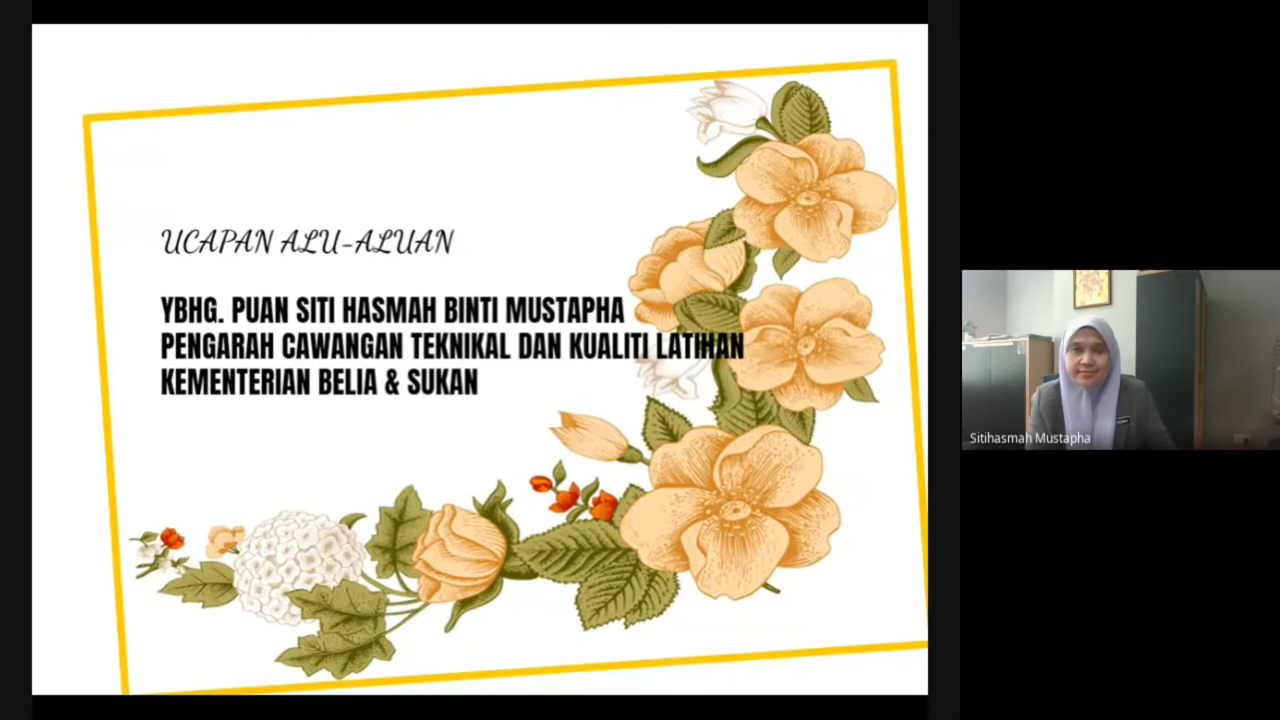 UCAPAN ALU-ALUAN
YBHG. PUAN SITI HASMAH BINTI MUSTAPHA
PENGARAH CAWANGAN TEKNIKAL DAN KUALITI LATIHAN
KEMENTERIAN BELIA & SUKAN
Sitihasmah Mustapha